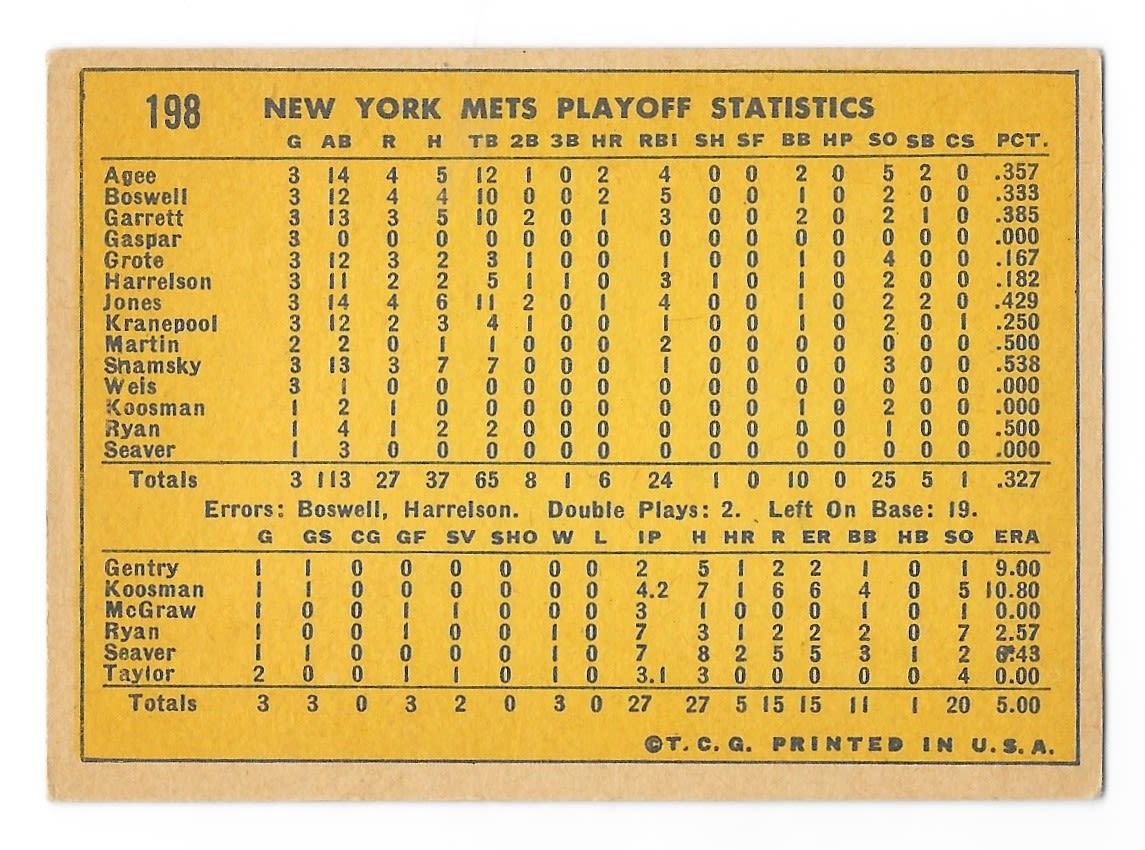 198 NEW YORK METS PLAYOFF STATISTICS
G AB R H TB 2B 3B HR RBI SH SF BB HP SO SB CS PCT.
Agee 3 14 4 5 12 1 0 2 4 0 0 2 0 5 2 0 .357
Boswell 3 12 4 4 10 0 0 2 5 0 0 1 0 2 0 0 .333
Garrett 3 13 3 5 10 2 0 1 3 0 0 2 0 2 1 0 .385
Gaspar 3 0 0 0 0 0 0 0 0 0 0 0 0 0 0 0 .000
Grote 3 12 3 2 3 1 0 0 1 0 0 1 0 4 0 0 .167
Harrelson 3 11 2 2 5 1 1 0 3 1 0 1 0 2 0 0 .182
Jones 3 14 4 6 11 2 0 1 4 0 0 1 0 2 2 0 .429
Kranepool 3 12 2 3 4 1 0 0 1 0 0 1 0 2 0 1 .250
Martin 2 2 0 1 1 0 0 0 2 0 0 0 0 0 0 0 .500
Shamsky 3 13 3 7 7 0 0 0 1 0 0 0 0 3 0 0 .538
Weis 3 1 0 0 0 0 0 0 0 0 0 0 0 0 0 0 .000
Koosman 1 2 1 0 0 0 0 0 0 0 0 1 0 2 0 0 .000
Ryan 1 4 1 2 2 0 0 0 0 0 0 0 0 1 0 0 .500
Seaver 1 3 0 0 0 0 0 0 0 0 0 0 0 0 0 0 .000
Totals 3 113 27 37 65 8 1 6 24 1 0 10 0 25 5 1 .327
Errors: Boswell, Harrelson. Double Plays: 2. Left On Base: 19.
G GS CG GF SV SHO W L IP H HR R ER BB HB SO ERA
Gentry 1 1 0 0 0 0 0 0 2 5 1 2 2 1 0 1 9.00
Koosman 1 1 0 0 0 0 0 0 4.2 7 1 6 6 4 0 5 10.80
McGraw 1 0 0 1 1 0 0 0 3 1 0 0 0 1 0 1 0.00
Ryan 1 0 0 1 0 0 1 0 7 3 1 2 2 2 0 7 2.57
Seaver 1 1 0 0 0 0 1 0 7 8 2 5 5 3 1 2 6.43
Taylor 2 0 0 1 1 0 1 0 3.1 3 0 0 0 0 0 4 0.00
Totals 3 3 0 3 2 0 3 0 27 27 5 15 15 11 1 20 5.00
©T. C. G. PRINTED IN U. S. A.